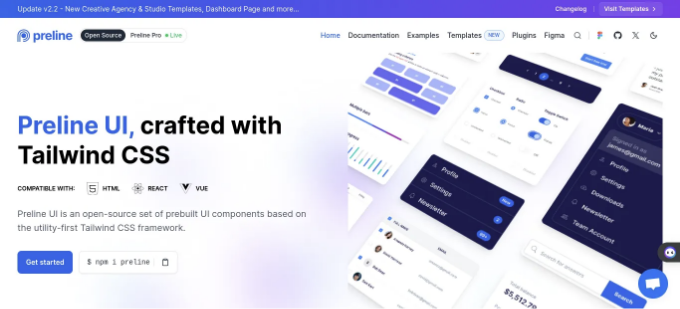 Update v2.2 - New Creative Agency & Studio Templates, Dashboard Page and more...
Changelog
Visit Templates
preline
Open Source
Preline Pro
Live
Home
Documentation
Examples
Templates
NEW
Plugins
Figma
Preline UI, crafted with
Tailwind CSS
COMPATIBLE WITH:
HTML
REACT
VUE
Preline UI is an open-source set of prebuilt UI components based on
the utility-first Tailwind CSS framework.
Get started
$ npm i preline
Maria
Signed in as
james@gmail.com
Profile
Settings
Downloads
Newsletter
Team Account
Profile
New
Settings
Newsletter
Search for answers
Search
Total balance